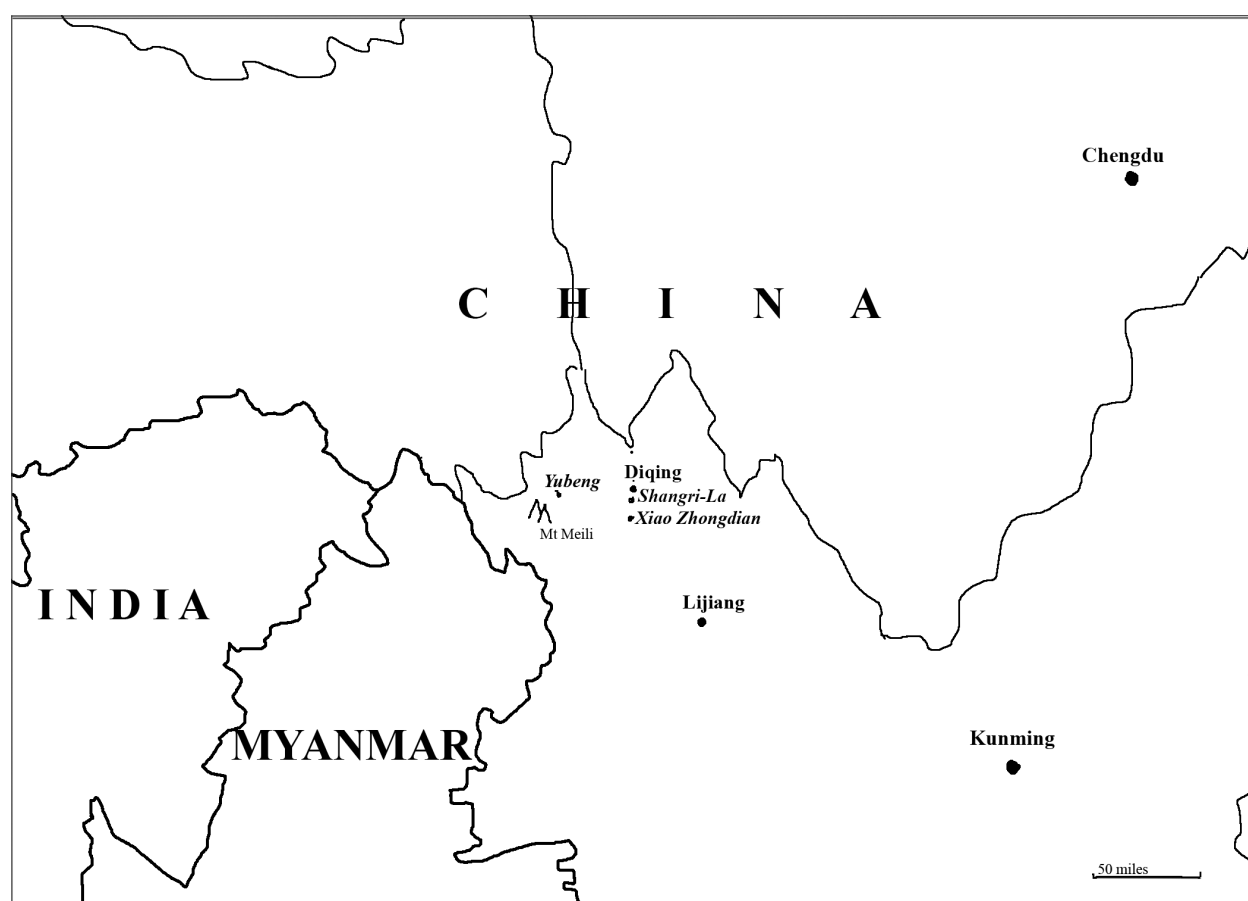 Chengdu
C H I N A
Diqing
Yubeng
Shangri-La
Xiao Zhongdian
Mt Meili
INDIA
Lijiang
MYANMAR
Kunming
50 miles